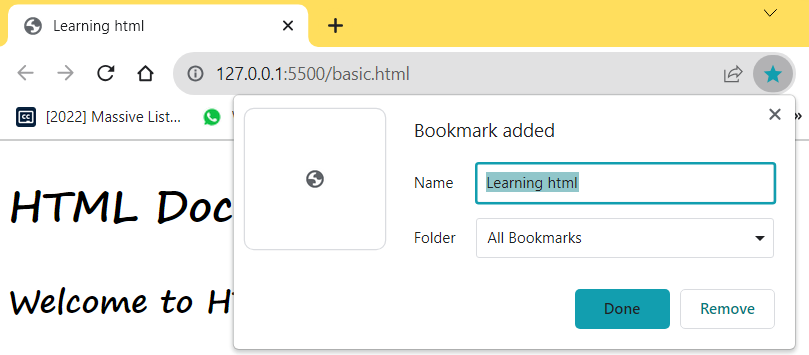 Learning html
127.0.0.1:5500/basic.html
[2022] Massive List...
Bookmark added
Name Learning html
Folder All Bookmarks
Done Remove
HTML Doc
Welcome to